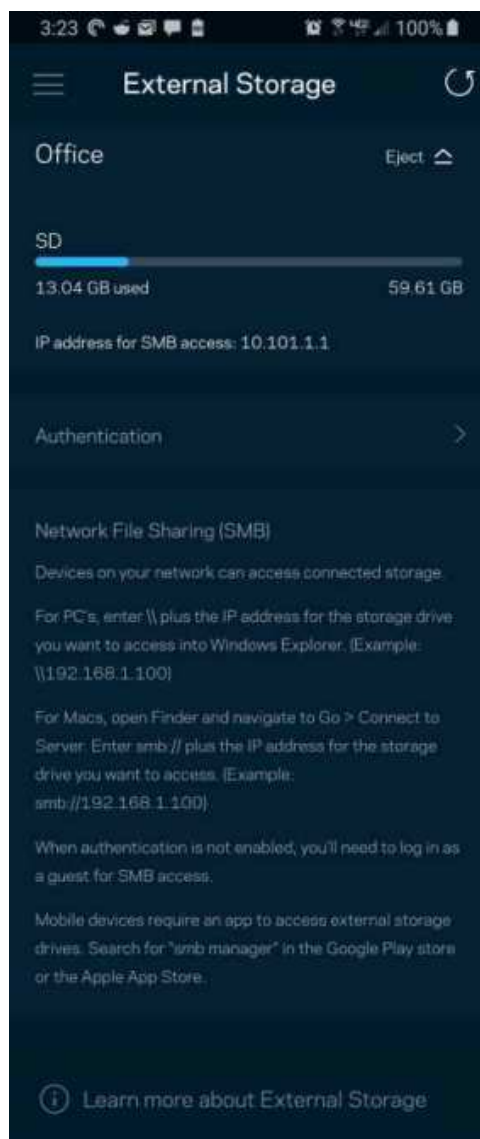 3:23 100%
External Storage
Office Eject
SD
13.04 GB used 59.61 GB
IP address for SMB access: 10.101.1.1
Authentication
Network File Sharing (SMB)
Devices on your network can access connected storage.
For PC's, enter \\ plus the IP address for the storage drive
you want to access into Windows Explorer. (Example:
\\192.168.1.100)
For Macs, open Finder and navigate to Go > Connect to
Server. Enter smb:// plus the IP address for the storage
drive you want to access. (Example:
smb://192.168.1.100)
When authentication is not enabled, you'll need to log in as
a guest for SMB access.
Mobile devices require an app to access external storage
drives. Search for "smb manager" in the Google Play store
or the Apple App Store.
Learn more about External Storage